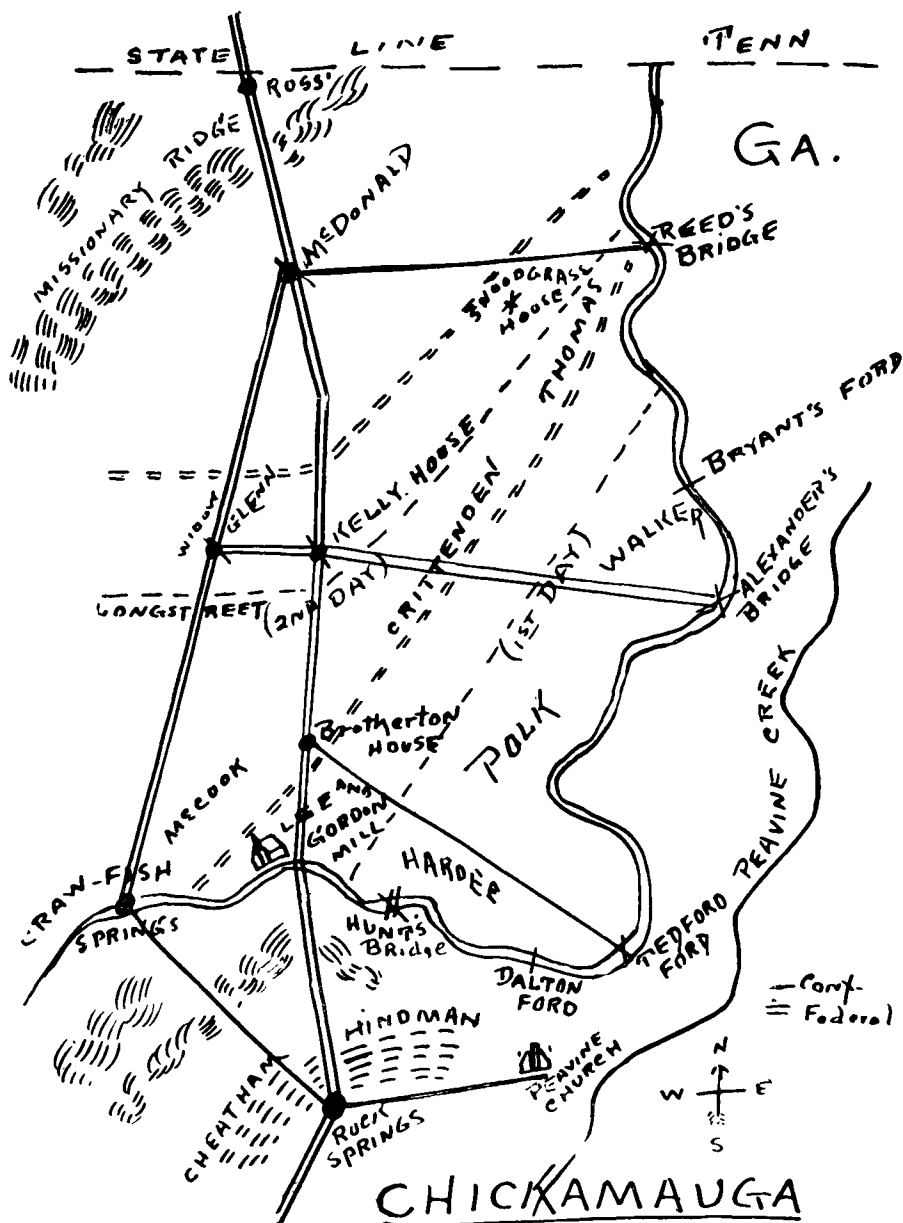 STATE LINE TENN
ROSS'
GA.
MISSIONARY RIDGE
McDONALD
REED'S
BRIDGE
SNODGRASS
HOUSE
THOMAS
BRYANT'S FORD
KELLY HOUSE
WIDOW
GLENN
CRITTENDEN
WALKER
ALEXANDER'S
BRIDGE
LONGSTREET (2ND DAY)
(1ST DAY)
Brotherton
HOUSE
POLK
PEAVINE CREEK
McCOOK
LEE AND
GORDON
MILL
HARDER
CRAW-FISH
SPRINGS
HUNT'S
Bridge
DALTON
FORD
TEDFORD
FORD
Conf-
Federal
HINDMAN
CHEATHAM
PEAVINE
CHURCH
ROCK
SPRINGS
N
W E
S
CHICKAMAUGA